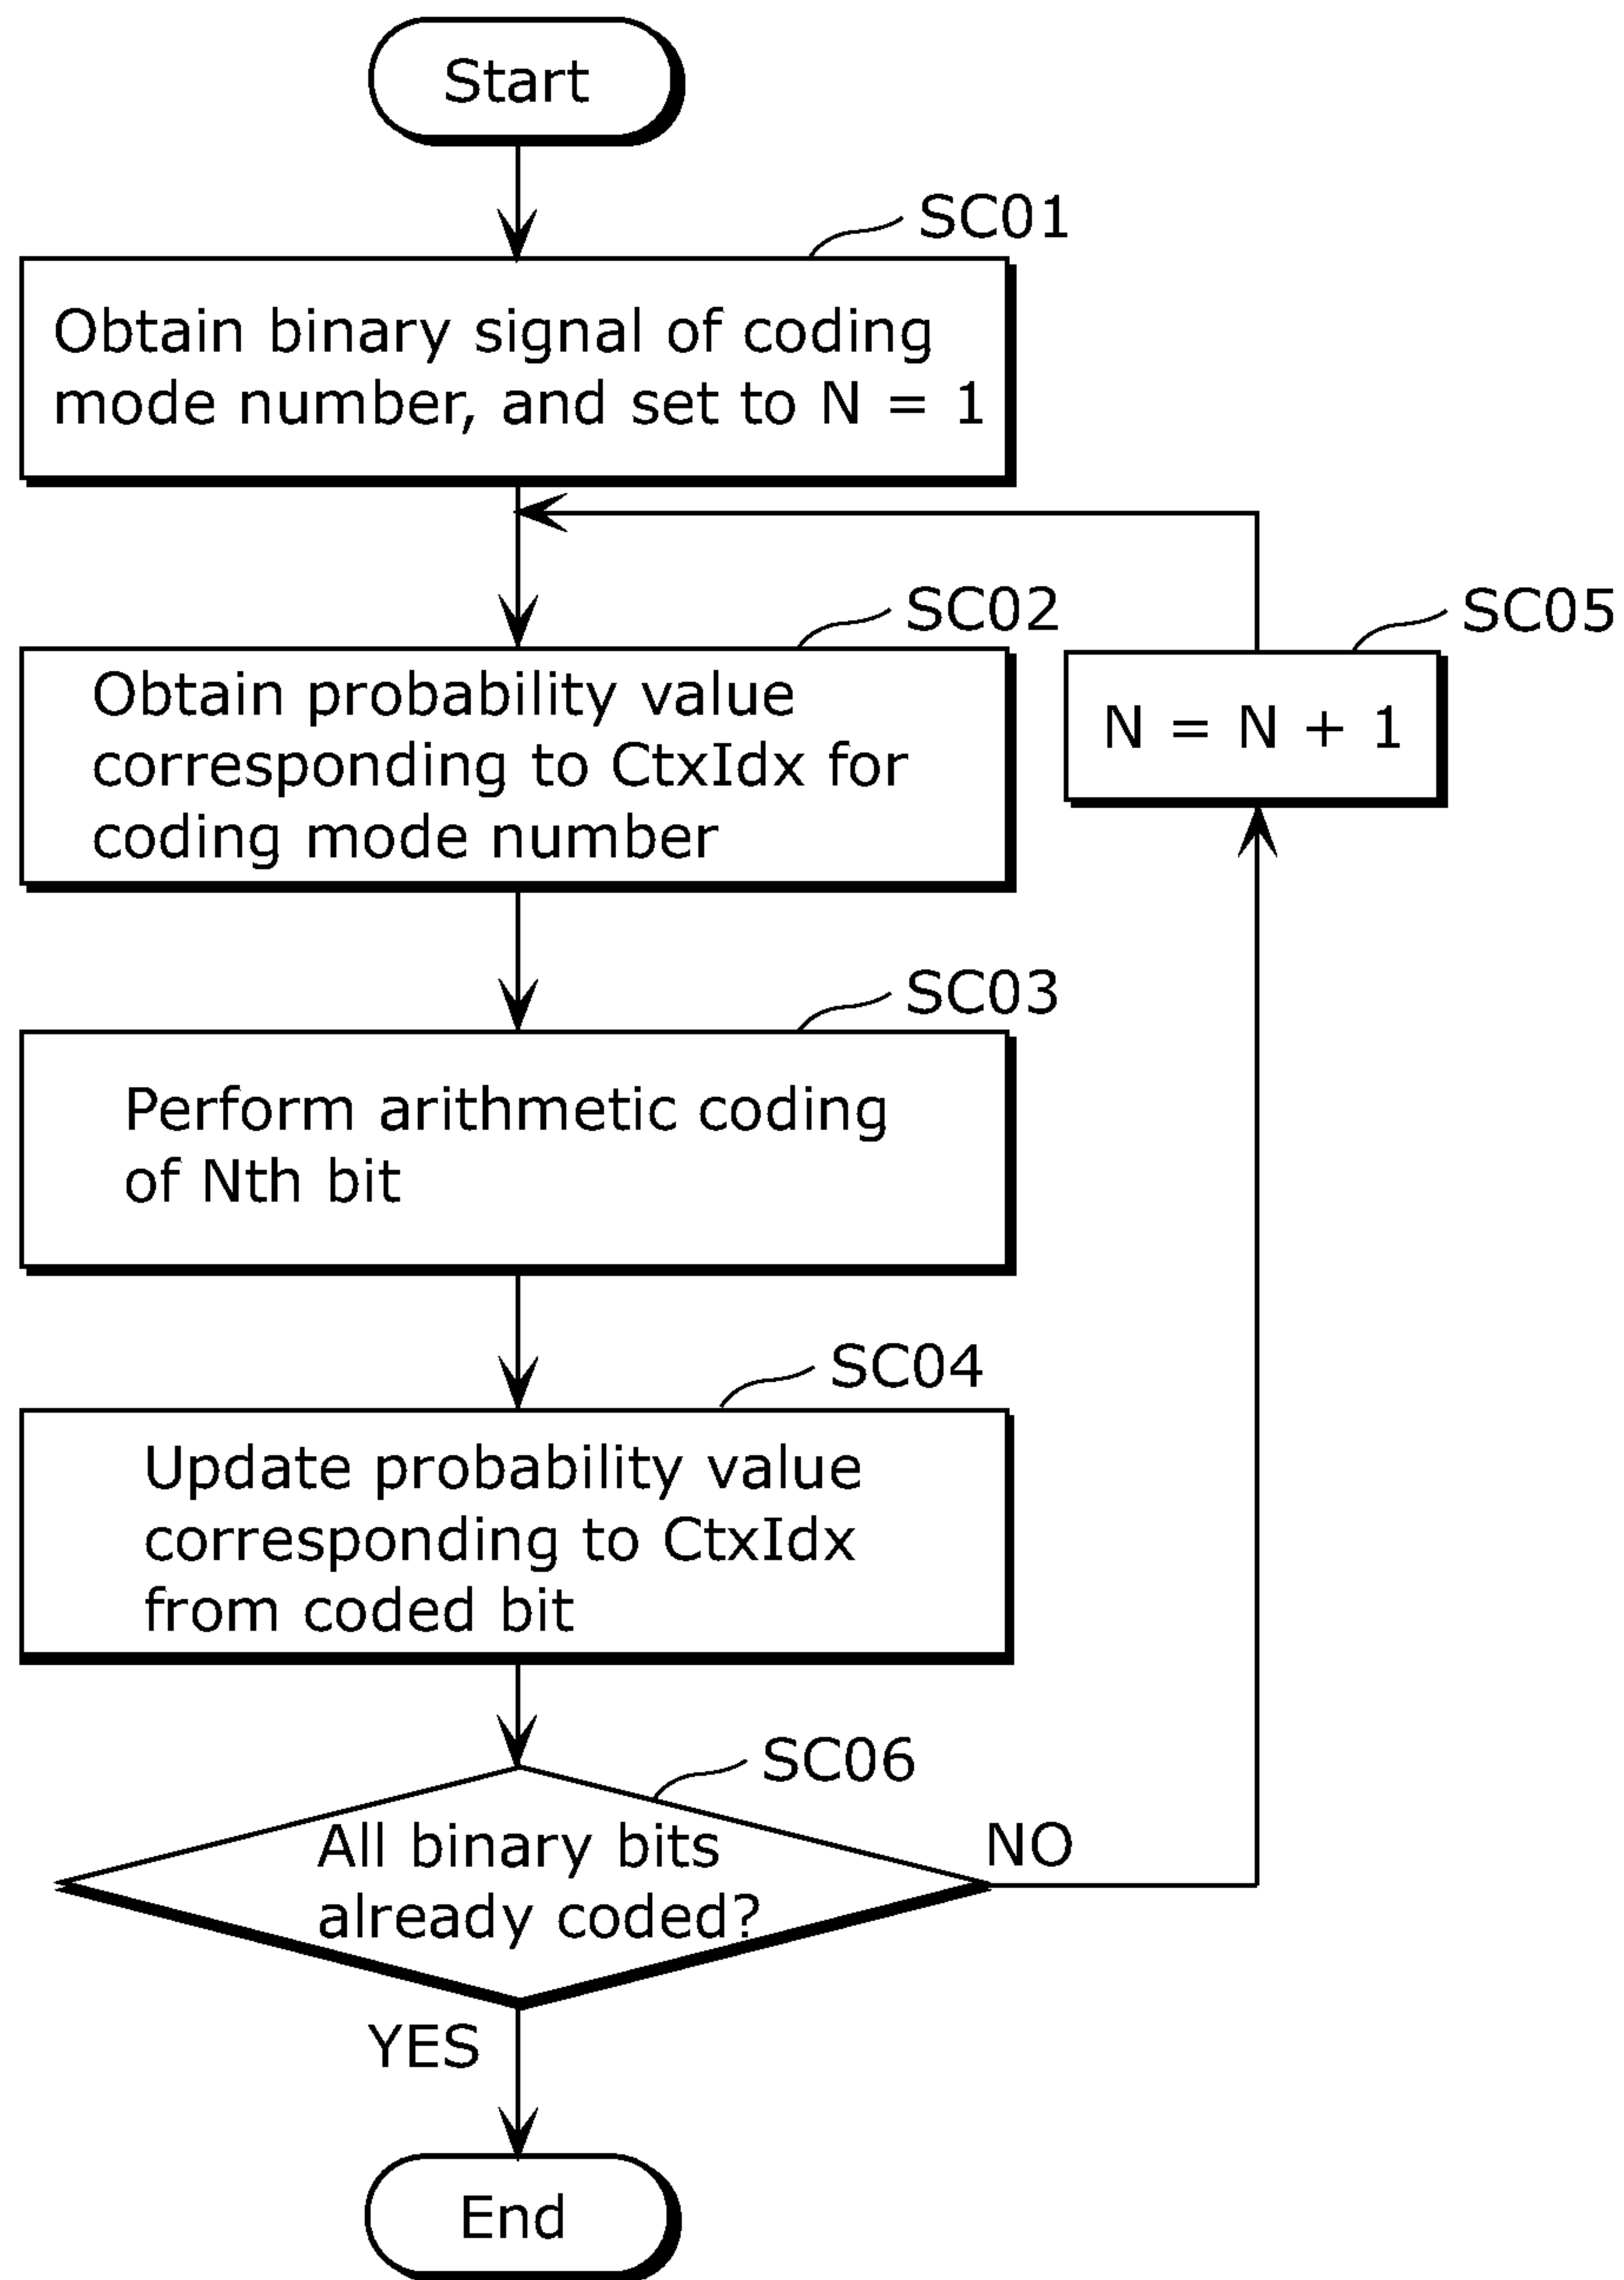 Start
SC01
Obtain binary signal of coding
mode number, and set to N = 1
SC02
Obtain probability value
corresponding to CtxIdx for
coding mode number
SC05
N = N + 1
SC03
Perform arithmetic coding
of Nth bit
SC04
Update probability value
corresponding to CtxIdx
from coded bit
SC06
All binary bits
already coded?
NO
YES
End